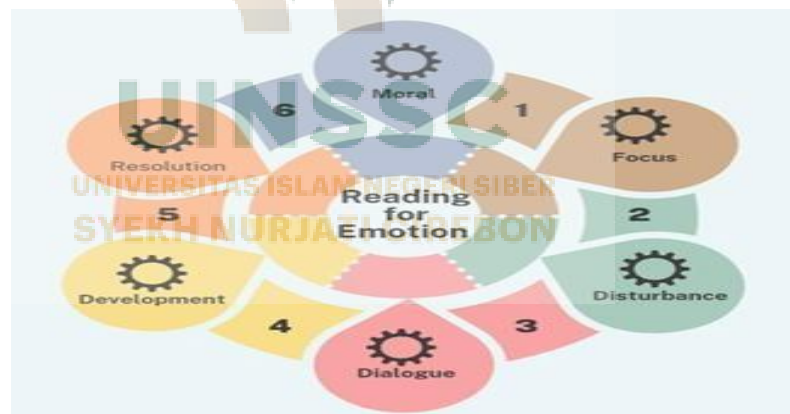 Moral
6
1
UINSSC
Resolution
Focus
UNIVERSITAS ISLAM NEGERI SIBER
SYEKH NURJATI CIREBON
Reading
for
Emotion
5
2
Development
Disturbance
4
3
Dialogue